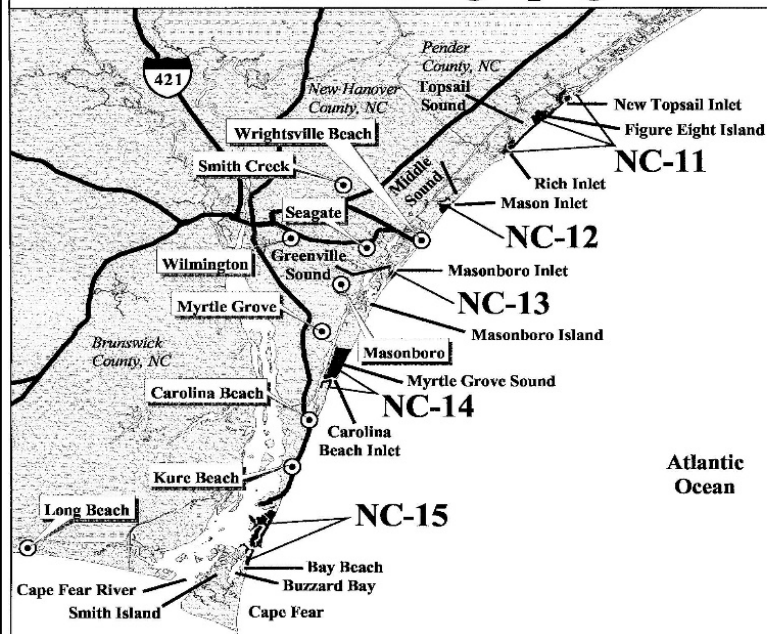 421
Pender
County, NC
New Hanover
County, NC
Topsail
Sound
New Topsail Inlet
Figure Eight Island
NC-11
Wrightsville Beach
Smith Creek
Middle
Sound
Rich Inlet
Mason Inlet
Seagate
NC-12
Greenville
Sound
Wilmington
Masonboro Inlet
NC-13
Myrtle Grove
Masonboro Island
Brunswick
County, NC
Masonboro
Myrtle Grove Sound
Carolina Beach
NC-14
Carolina
Beach Inlet
Kure Beach
Atlantic
Ocean
Long Beach
NC-15
Bay Beach
Buzzard Bay
Cape Fear River
Smith Island
Cape Fear